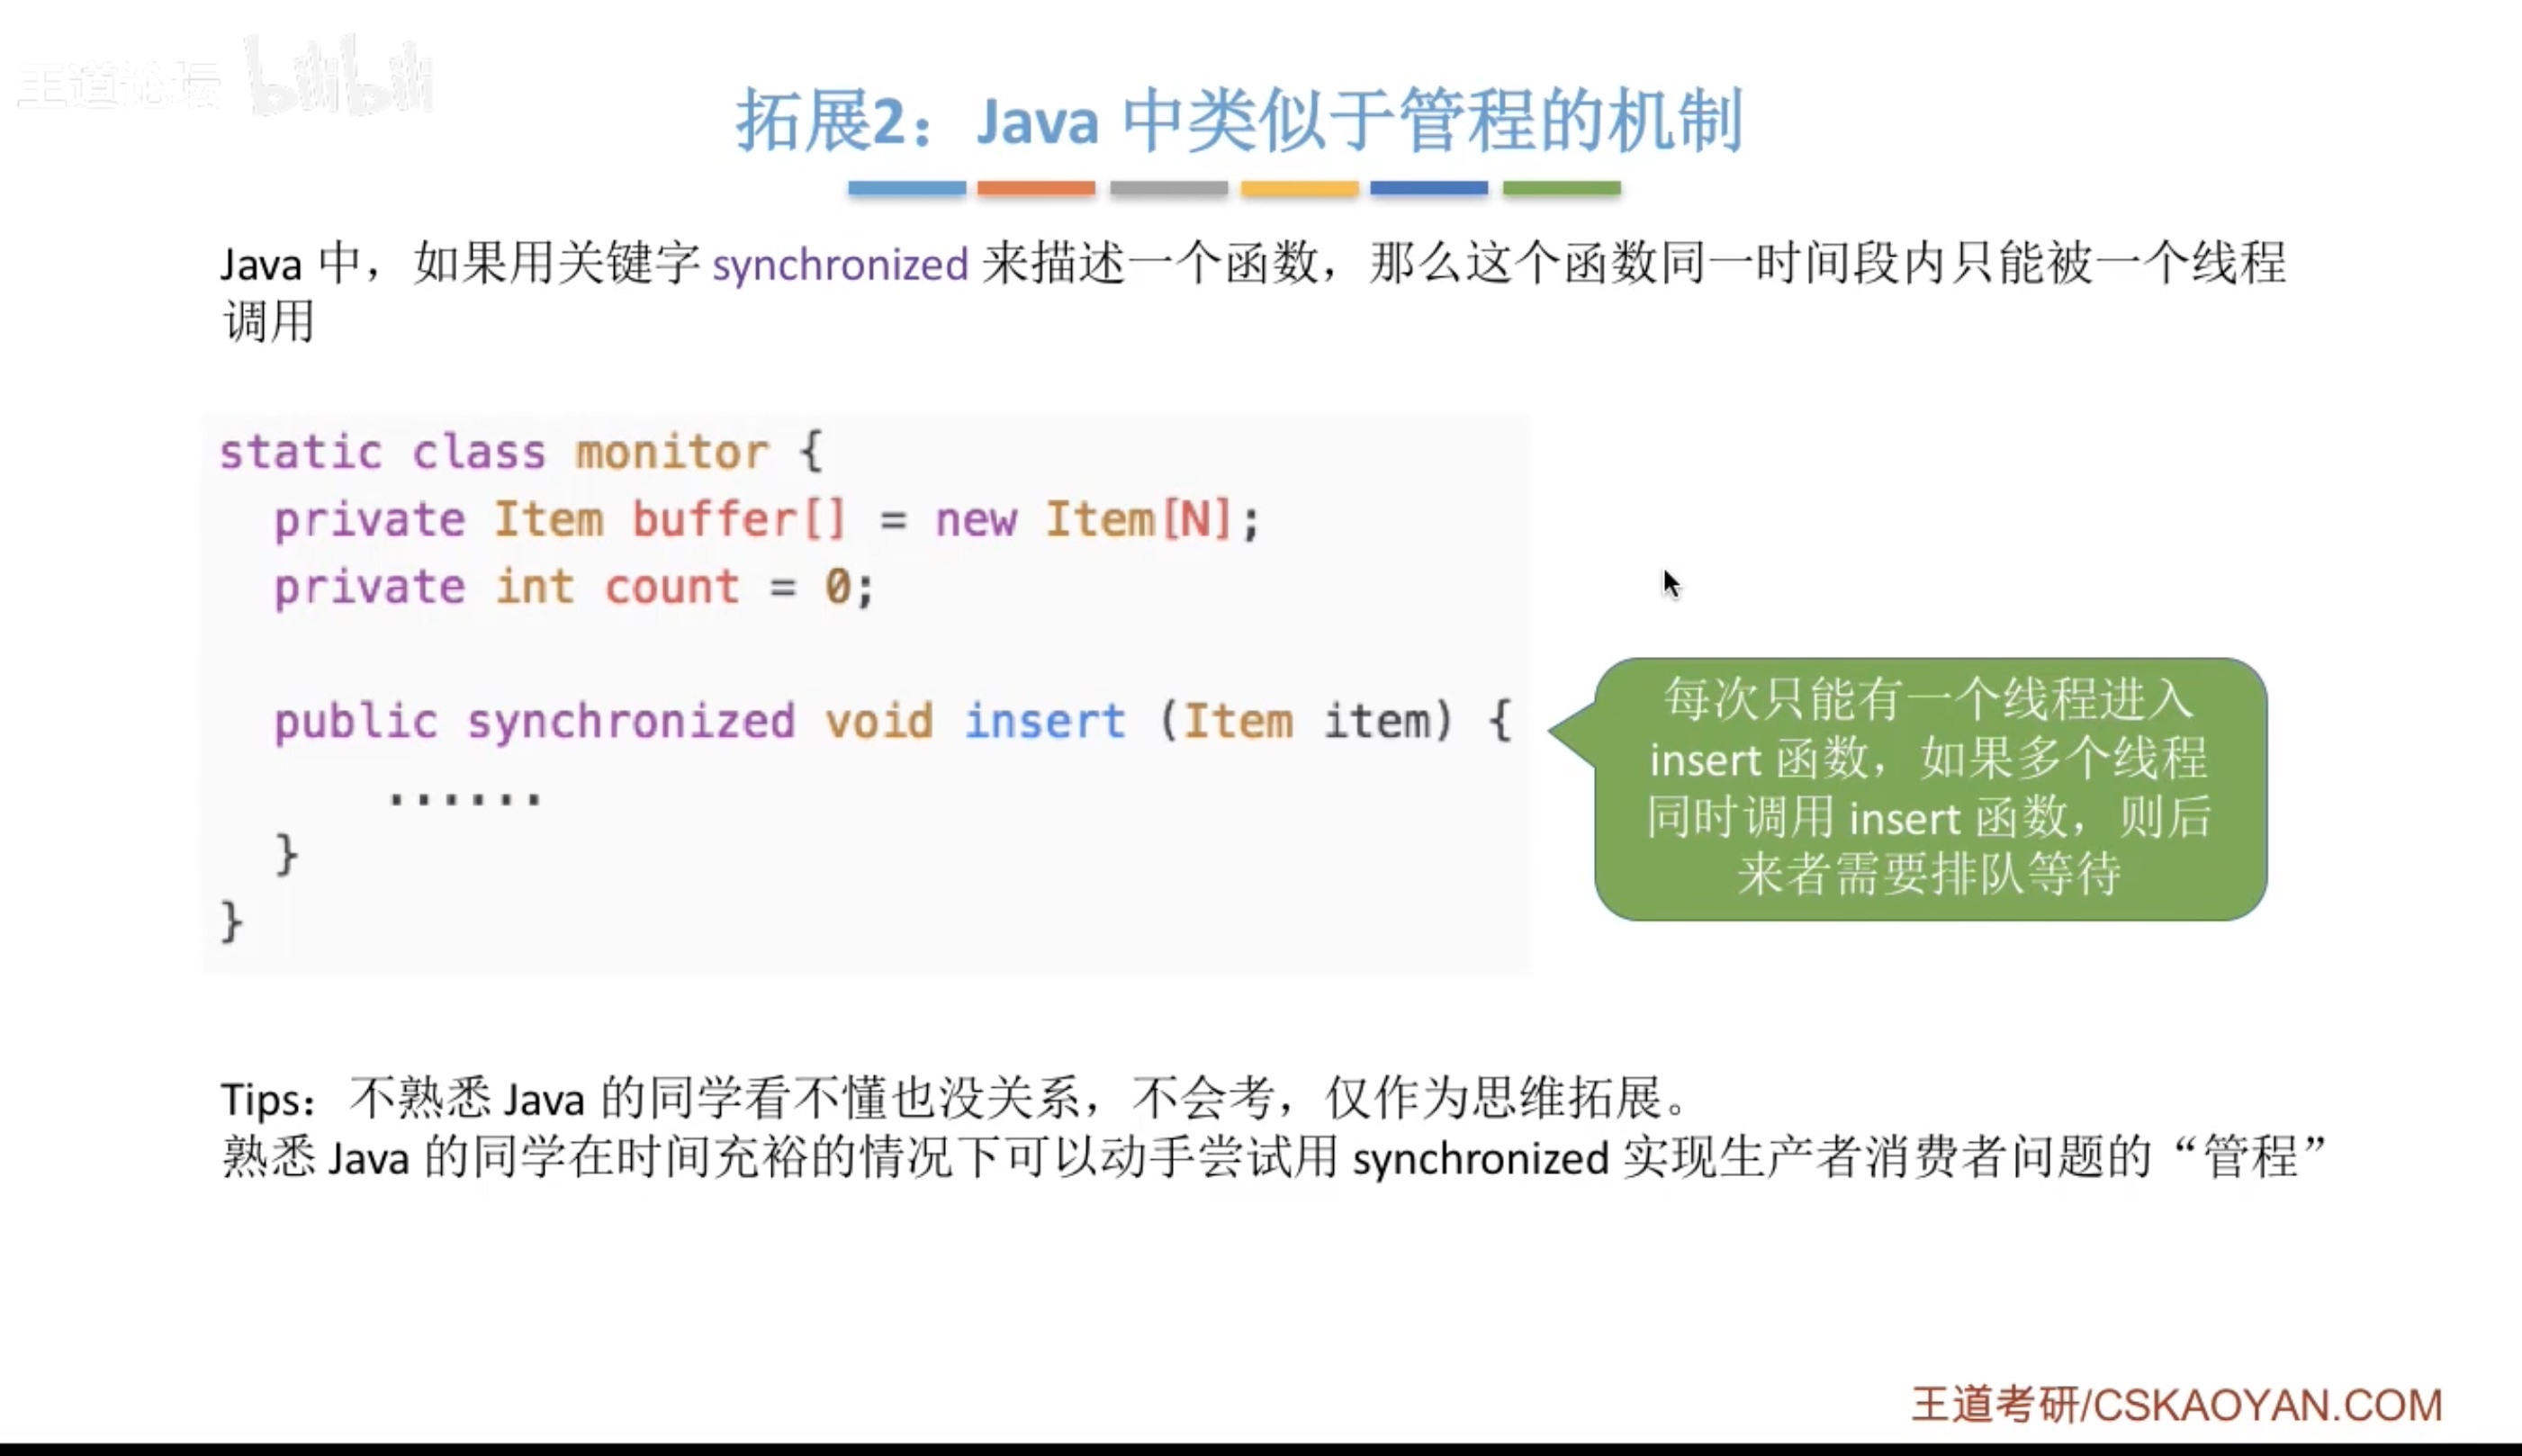 王道论坛 bilibili
拓展2：Java 中类似于管程的机制
Java 中，如果用关键字 synchronized 来描述一个函数，那么这个函数同一时间段内只能被一个线程
调用
static class monitor {
private Item buffer[] = new Item[N];
private int count = 0;
public synchronized void insert (Item item) {
......
}
}
每次只能有一个线程进入
insert 函数，如果多个线程
同时调用 insert 函数，则后
来者需要排队等待
Tips：不熟悉 Java 的同学看不懂也没关系，不会考，仅作为思维拓展。
熟悉 Java 的同学在时间充裕的情况下可以动手尝试用 synchronized 实现生产者消费者问题的“管程”
王道考研/CSKAOYAN.COM